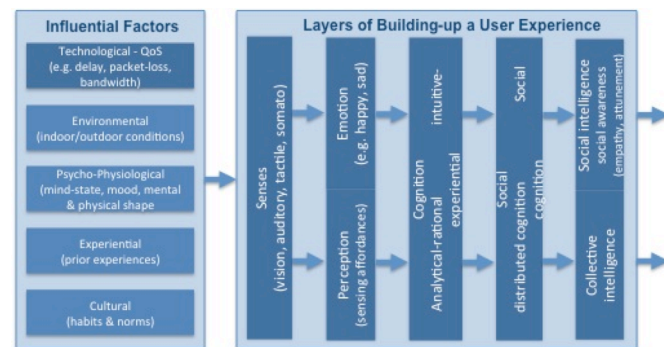 Influential Factors
Technological - QoS
(e.g. delay, packet-loss,
bandwidth)
Environmental
(indoor/outdoor conditions)
Psycho-Physiological
(mind-state, mood, mental
& physical shape
Experiential
(prior experiences)
Cultural
(habits & norms)
Layers of Building-up a User Experience
Senses
(vision, auditory, tactile, somato)
Emotion
(e.g. happy, sad)
Perception
(sensing affordances)
Cognition
Analytical-rational intuitive-
experiential
Social
distributed cognition Social
cognition
Social intelligence
social awareness
(empathy, attunement)
Collective
intelligence